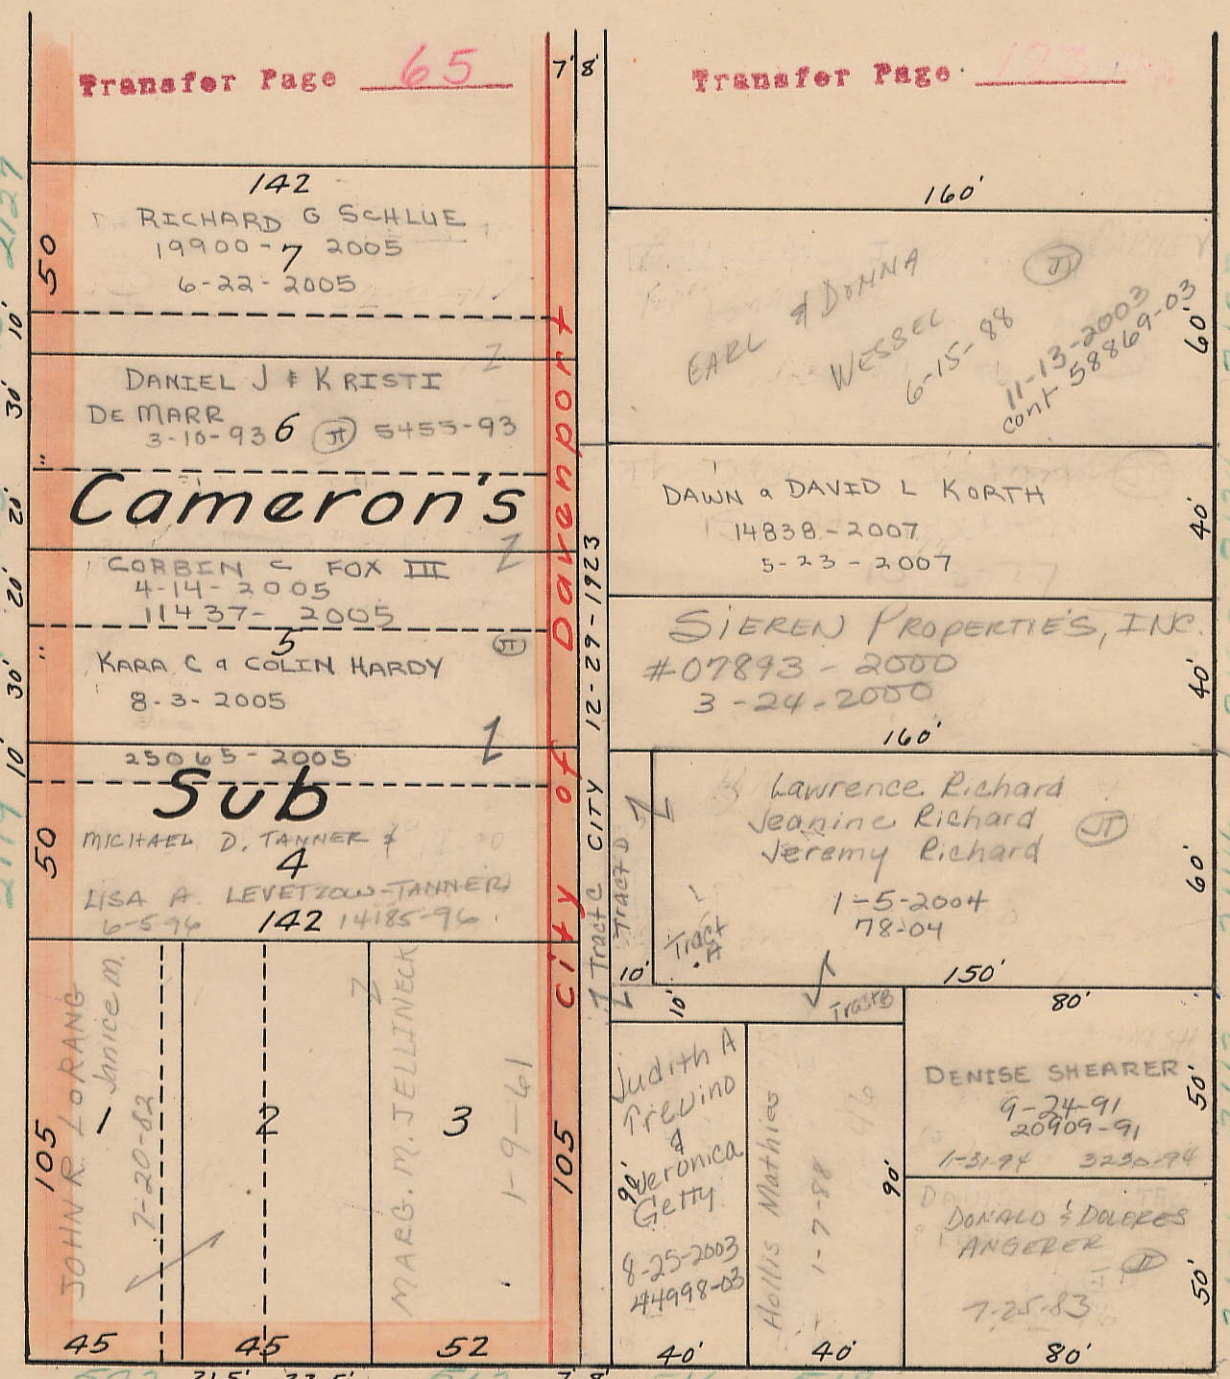 Transfer Page 65
7' 8'
Transfer Page
142
RICHARD G SCHLUE
19900-7 2005
6-22-2005
50
10'
DANIEL J & KRISTI
DE MARR
3-10-93 6 JT 5455-93
30'
"
Cameron's
20'
CORBIN C FOX III
4-14-2005
11437- 2005
20'
5
JT
KARA C a COLIN HARDY
8-3-2005
"
30'
25065-2005
10'
Sub
MICHAEL D. TANNER &
4
LISA A. LEVETZOW-TANNER
6-5-96 142 14185-96
50
JOHN R. LORANG
Janice M.
7-20-82
1
2
MARG. M. JELLINECK
3
1-9-61
105
105
45
45
52
City of Davenport
CITY 12-29-1923
Tract C
Tract D
160'
EARL & DONNA
WESSEL
JT
6-15-88
11-13-2003
cont 58869-03
60'
DAWN a DAVID L KORTH
14838-2007
5-23-2007
40'
SIEREN PROPERTIES, INC.
#07893-2000
3-24-2000
40'
160'
Lawrence Richard
Jeanine Richard
Jeremy Richard
JT
1-5-2004
78-04
60'
Tract A
10'
150'
10'
Tract B
80'
Judith A
Trevino
&
Veronica
Getty
90'
8-25-2003
44998-03
40'
Hollis Mathies
1-7-88
90'
40'
DENISE SHEARER
9-24-91
20909-91
1-31-94 3230-94
50'
DONALD & DOLERES
ANGERER JT
7-25-83
50'
80'
7' 8'